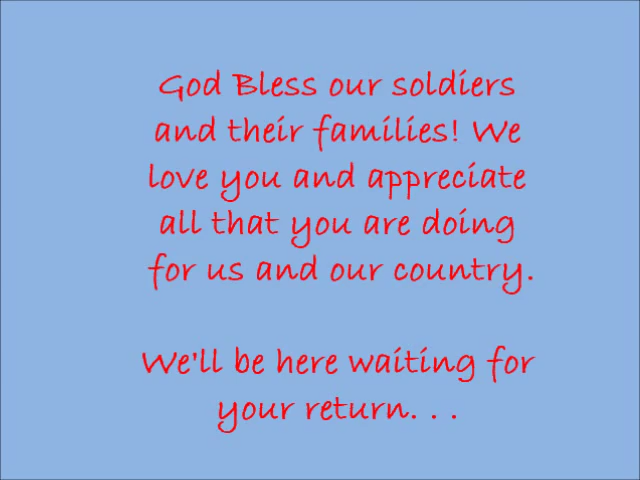 God Bless our soldiers
and their families! We
love you and appreciate
all that you are doing
for us and our country.
We'll be here waiting for
your return. . .